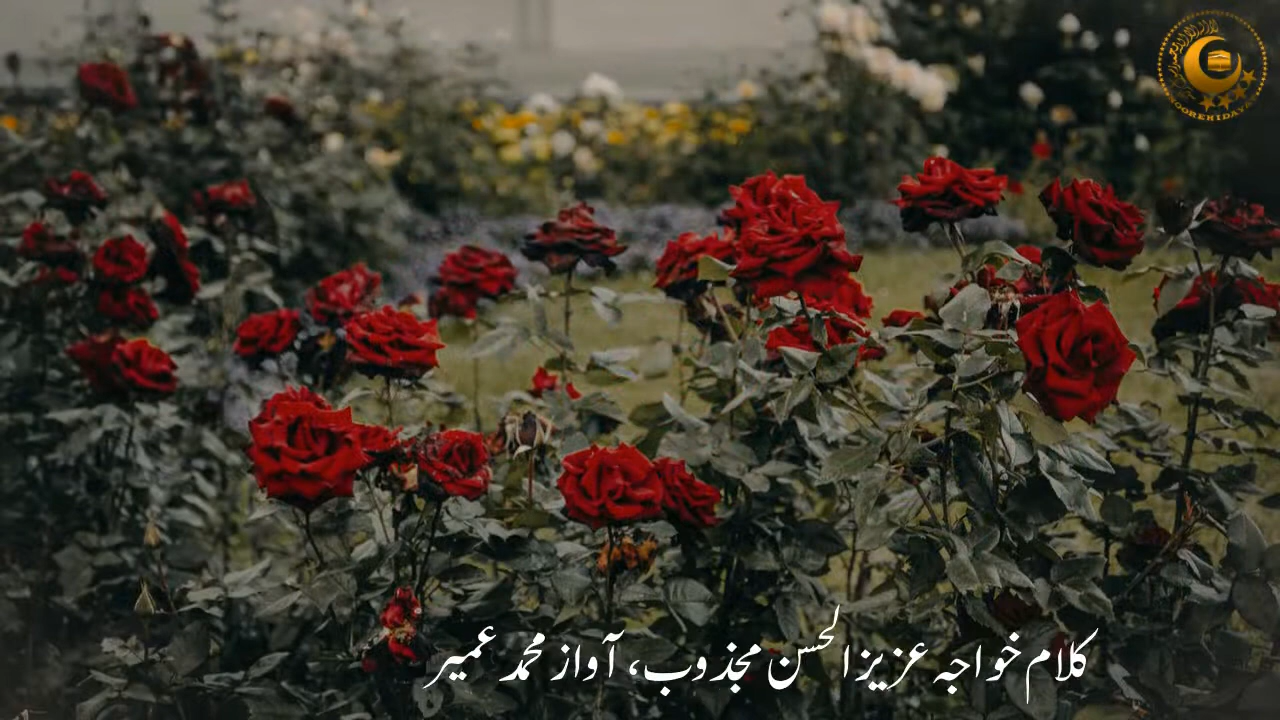 کلام خواجہ عزیز الحسن مجذوب، آواز محمد عمیر